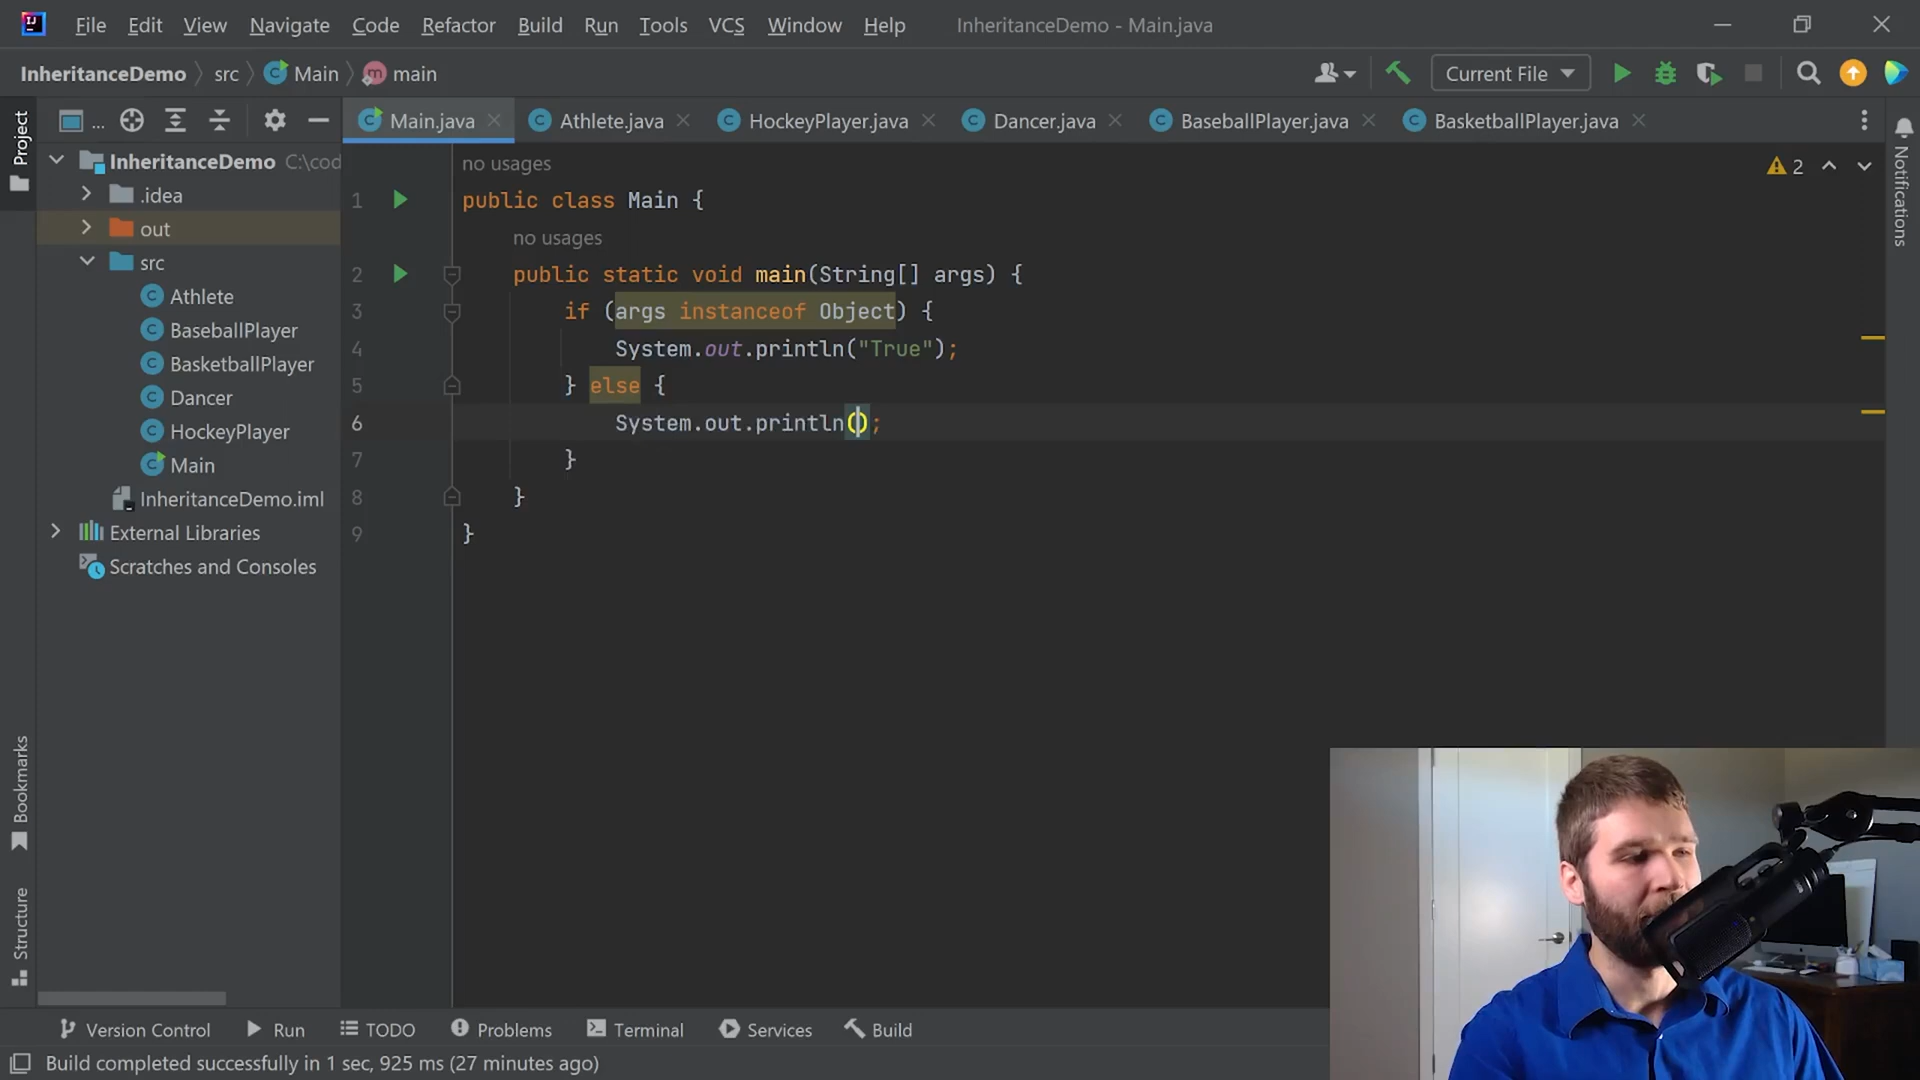 File Edit View Navigate Code Refactor Build Run Tools VCS Window Help InheritanceDemo - Main.java
InheritanceDemo src Main main Current File
Project
... Main.java Athlete.java HockeyPlayer.java Dancer.java BaseballPlayer.java BasketballPlayer.java
InheritanceDemo C:\cod
.idea
out
src
Athlete
BaseballPlayer
BasketballPlayer
Dancer
HockeyPlayer
Main
InheritanceDemo.iml
External Libraries
Scratches and Consoles
no usages
2
1 public class Main {
no usages
2 public static void main(String[] args) {
3 if (args instanceof Object) {
4 System.out.println("True");
5 } else {
6 System.out.println();
7 }
8 }
9 }
Notifications
Bookmarks
Structure
Version Control Run TODO Problems Terminal Services Build
Build completed successfully in 1 sec, 925 ms (27 minutes ago)